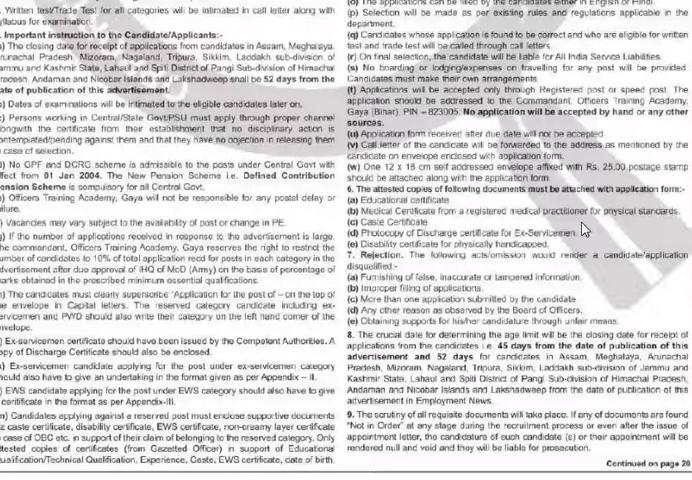 . Written test/Trade Test for all categories will be intimated in call letter along with
yllabus for examination.
. Important instruction to the Candidate/Applicants:-
) The closing date for receipt of applications from candidates in Assam, Meghalaya,
runachal Pradesh, Mizoram, Nagaland, Tripura, Sikkim, Laddakh sub-division of
ammu and Kashmir State, Lahaul and Spiti District of Pangi Sub-division of Himachal
radesh, Andaman and Nicobar Islands and Lakshadweep shall be 52 days from the
ate of publication of this advertisement.
) Dates of examinations will be intimated to the eligible candidates later on.
) Persons working in Central/State Govt/PSU must apply through proper channel
longwith the certificate from their establishment that no disciplinary action is
ontempated/pending against them and that they have no objection in releasing them
case of selection.
) No GPF and DCRG scheme is admissible to the posts under Central Govt with
ffect from 01 Jan 2004. The New Pension Scheme i.e. Defined Contribution
ension Scheme is compulsory for all Central Govt.
) Officers Training Academy, Gaya will not be responsible for any postal delay or
ailure.
) Vacancies may vary subject to the availability of post or change in PE.
) If the number of applications received in response to the advertisement is large,
he commandant, Officers Training Academy, Gaya reserves the right to restrict the
umber of candidates to 10% of total application recd for posts in each category in the
dvertisement after due approval of IHQ of MoD (Army) on the basis of percentage of
arks obtained in the prescribed minimum essential qualifications.
) The candidates must clearly superscribe 'Application for the post of – on the top of
e envelope in Capital letters. The reserved category candidate including ex-
ervicemen and PWD should also write their category on the left hand corner of the
nvelope.
) Ex-servicemen certificate should have been issued by the Competent Authorities. A
opy of Discharge Certificate should also be enclosed.
) Ex-servicemen candidate applying for the post under ex-servicemen category
hould also have to give an undertaking in the format given as per Appendix – II.
) EWS candidate applying for the post under EWS category should also have to give
certificate in the format as per Appendix-III.
) Candidates applying against a reserved post must enclose supportive documents
z caste certificate, disability certificate, EWS certificate, non-creamy layer certificate
case of OBC etc. in support of their claim of belonging to the reserved category. Only
ttested copies of certificates (from Gazetted Officer) in support of Educational
ualification/Technical Qualification, Experience, Caste, EWS certificate, date of birth,
(o) The applications can be filled by the candidates either in English or Hindi.
(p) Selection will be made as per existing rules and regulations applicable in the
department.
(q) Candidates whose application is found to be correct and who are eligible for written
test and trade test will be called through call letters.
(r) On final selection, the candidate will be liable for All India Service Liabilities.
(s) No boarding or lodging/expenses for travelling for any post will be provided.
Candidates must make their own arrangements
(t) Applications will be accepted only through Registered post or speed post. The
application should be addressed to the Commandant, Officers Training Academy,
Gaya (Bihar), PIN – 823005. No application will be accepted by hand or any other
sources.
(u) Application form received after due date will not be accepted.
(v) Call letter of the candidate will be forwarded to the address as mentioned by the
candidate on envelope enclosed with application form.
(w) One 12 x 18 cm self addressed envelope affixed with Rs. 25.00 postage stamp
should be attached along with the application form.
6. The attested copies of following documents must be attached with application form:-
(a) Educational certificate
(b) Medical Certificate from a registered medical practitioner for physical standards.
(c) Caste Certificate
(d) Photocopy of Discharge certificate for Ex-Servicemen.
(e) Disability certificate for physically handicapped.
7. Rejection. The following acts/omission would render a candidate/application
disqualified:-
(a) Furnishing of false, inaccurate or tampered information.
(b) Improper filling of applications.
(c) More than one application submitted by the candidate
(d) Any other reason as observed by the Board of Officers.
(e) Obtaining supports for his/her candidature through unfair means.
8. The crucial date for determining the age limit will be the closing date for receipt of
applications from the candidates i.e. 45 days from the date of publication of this
advertisement and 52 days for candidates in Assam, Meghalaya, Arunachal
Pradesh, Mizoram, Nagaland, Tripura, Sikkim, Laddakh sub-division of Jammu and
Kashmir State, Lahaul and Spiti District of Pangi Sub-division of Himachal Pradesh,
Andaman and Nicobar Islands and Lakshadweep from the date of publication of this
advertisement in Employment News.
9. The scrutiny of all requisite documents will take place. If any of documents are found
"Not in Order" at any stage during the recruitment process or even after the issue of
appointment letter, the candidature of such candidate (s) or their appointment will be
rendered null and void and they will be liable for prosecution.
Continued on page 20